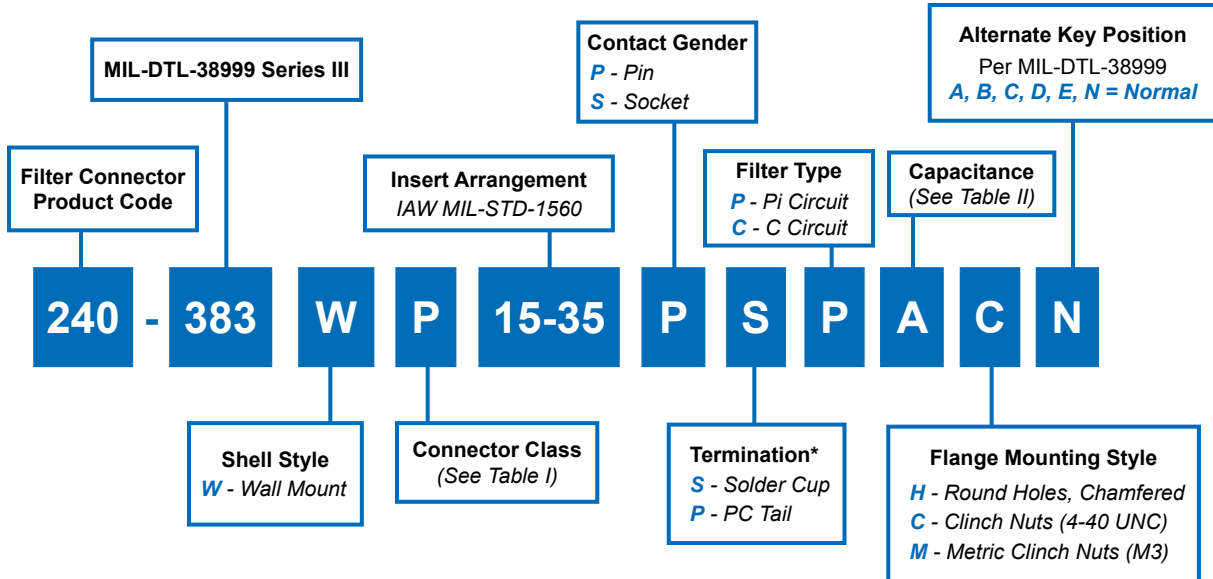 MIL-DTL-38999 Series III
Contact Gender
P - Pin
S - Socket
Alternate Key Position
Per MIL-DTL-38999
A, B, C, D, E, N = Normal
Filter Connector
Product Code
Insert Arrangement
IAW MIL-STD-1560
Filter Type
P - Pi Circuit
C - C Circuit
Capacitance
(See Table II)
240 - 383 W P 15-35 P S P A C N
Shell Style
W - Wall Mount
Connector Class
(See Table I)
Termination*
S - Solder Cup
P - PC Tail
Flange Mounting Style
H - Round Holes, Chamfered
C - Clinch Nuts (4-40 UNC)
M - Metric Clinch Nuts (M3)